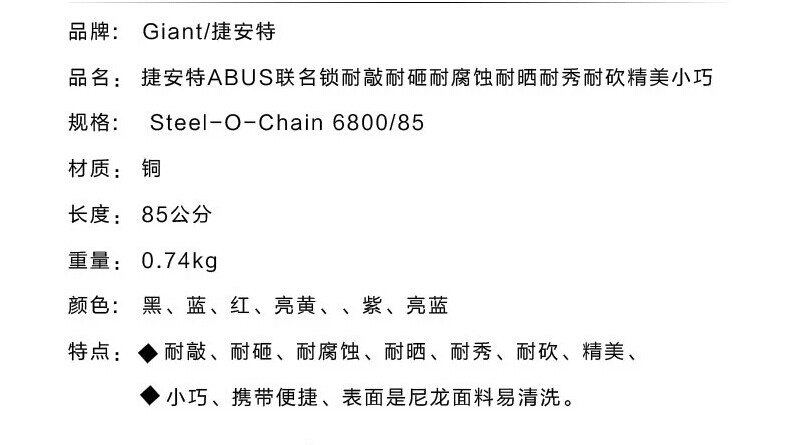 品牌: Giant/捷安特
品名: 捷安特ABUS联名锁耐敲耐砸耐腐蚀耐晒耐秀耐砍精美小巧
规格: Steel-O-Chain 6800/85
材质: 铜
长度: 85公分
重量: 0.74kg
颜色: 黑、蓝、红、亮黄、、紫、亮蓝
特点: ◆耐敲、耐砸、耐腐蚀、耐晒、耐秀、耐砍、精美、
◆小巧、携带便捷、表面是尼龙面料易清洗。